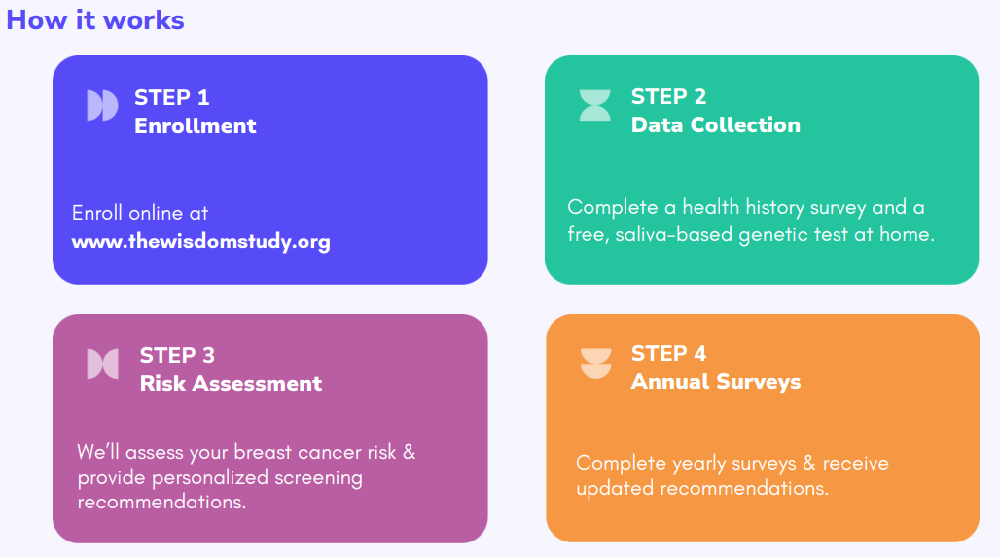 How it works
STEP 1
Enrollment
Enroll online at
www.thewisdomstudy.org
STEP 2
Data Collection
Complete a health history survey and a
free, saliva-based genetic test at home.
STEP 3
Risk Assessment
We’ll assess your breast cancer risk &
provide personalized screening
recommendations.
STEP 4
Annual Surveys
Complete yearly surveys & receive
updated recommendations.